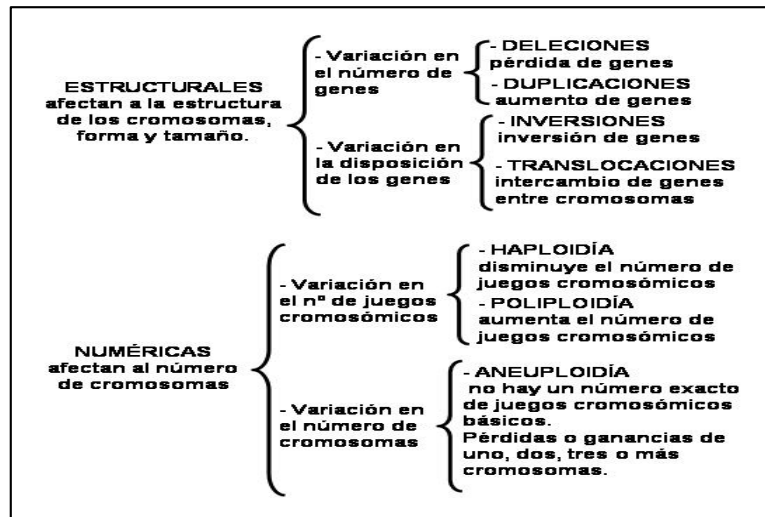 ESTRUCTURALES
afectan a la estructura
de los cromosomas,
forma y tamaño.
- Variación en
el número de
genes
- DELECIONES
pérdida de genes
- DUPLICACIONES
aumento de genes
- Variación en
la disposición
de los genes
- INVERSIONES
inversión de genes
- TRANSLOCACIONES
intercambio de genes
entre cromosomas
NUMÉRICAS
afectan al número
de cromosomas
- Variación en
el nº de juegos
cromosómicos
- HAPLOIDÍA
disminuye el número de
juegos cromosómicos
- POLIPLOIDÍA
aumenta el número de
juegos cromosómicos
- Variación en
el número de
cromosomas
- ANEUPLOIDÍA
no hay un número exacto
de juegos cromosómicos
básicos.
Pérdidas o ganancias de
uno, dos, tres o más
cromosomas.